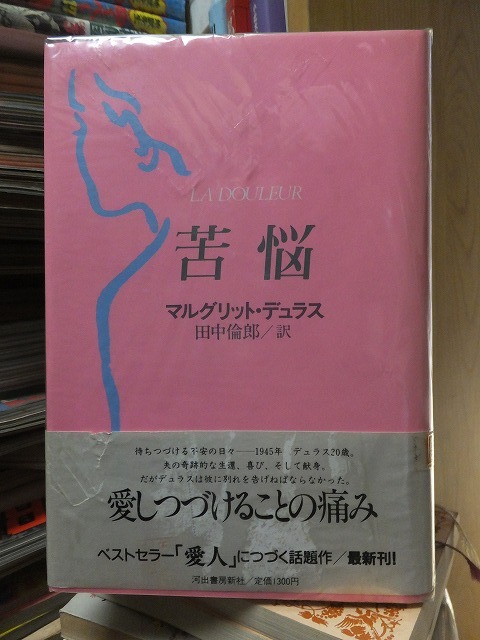 LA DOULEUR
苦悩
マルグリット・デュラス
田中倫郎／訳
待ちつづける不安の日々──1945年 デュラス20歳。
夫の奇跡的な生還、喜び、そして献身。
だがデュラスは彼に別れを告げねばならなかった。
愛しつづけることの痛み
ベストセラー「愛人」につづく話題作／最新刊!
河出書房新社／定価1300円